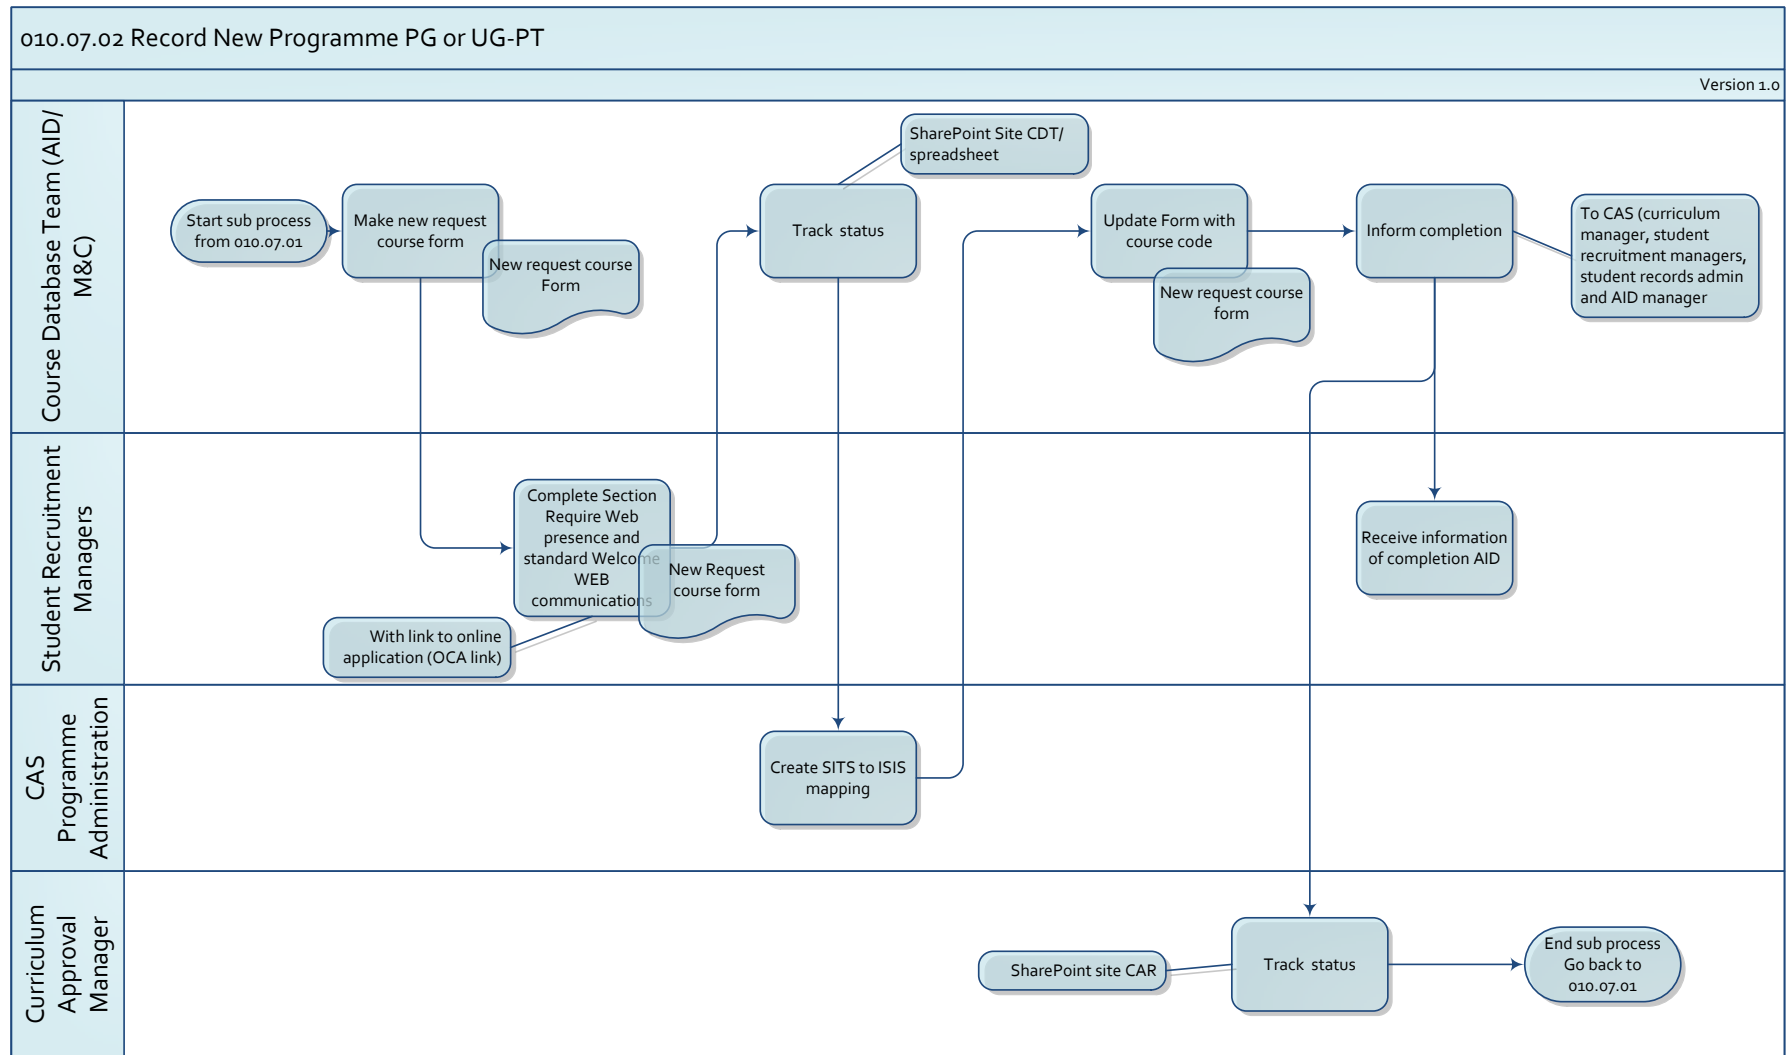 010.07.02 Record New Programme PG or UG-PT
Version 1.0
Course Database Team (AID/
M&C)
Start sub process
from 010.07.01
Make new request
course form
New request course
Form
Track status
SharePoint Site CDT/
spreadsheet
Update Form with
course code
New request course
form
Inform completion
To CAS (curriculum
manager, student
recruitment managers,
student records admin
and AID manager
Student Recruitment
Managers
Complete Section
Require Web
presence and
standard Welcome
WEB
communications
New Request
course form
With link to online
application (OCA link)
Receive information
of completion AID
CAS
Programme
Administration
Create SITS to ISIS
mapping
Curriculum
Approval
Manager
SharePoint site CAR
Track status
End sub process
Go back to
010.07.01